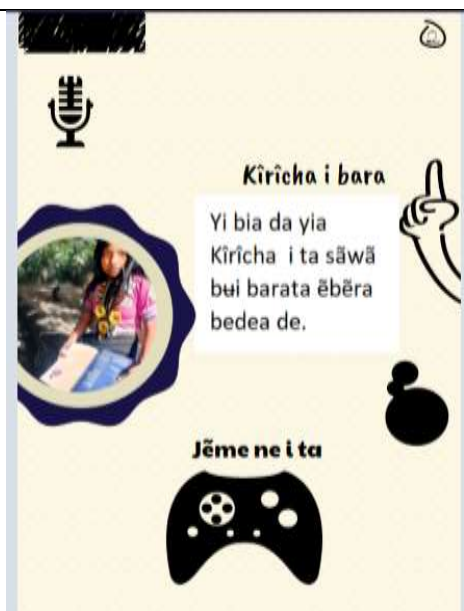 Kîrîcha i bara
Yi bia da yia
Kîrîcha i ta sãwã
bʉi barata ẽbẽra
bedea de.
Jẽme ne i ta